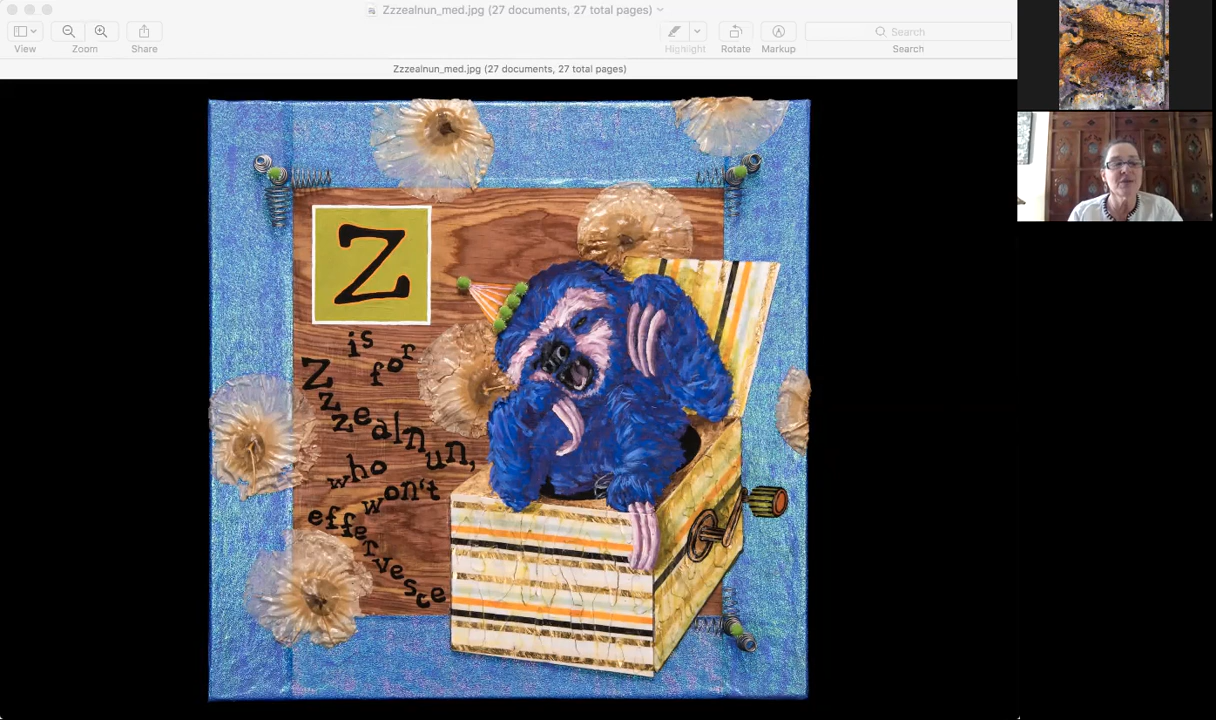 Zzzealnun_med.jpg (27 documents, 27 total pages)
View
Zoom
Share
Highlight
Rotate
Markup
Search
Search
Zzzealnun_med.jpg (27 documents, 27 total pages)
Z
is
for
Zzzealnun,
who
won't
effervesce